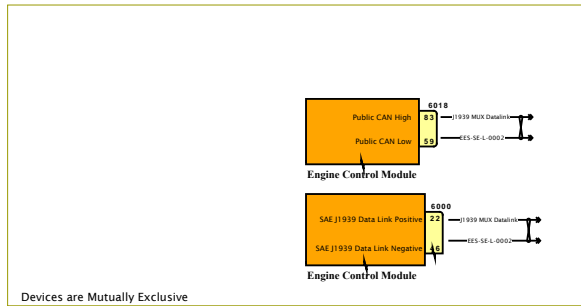 6018
Public CAN High 83 J1939 MUX Datalink
Public CAN Low 59 EES-SE-L-0002
Engine Control Module
6000
SAE J1939 Data Link Positive 22 J1939 MUX Datalink
SAE J1939 Data Link Negative 46 EES-SE-L-0002
Engine Control Module
Devices are Mutually Exclusive